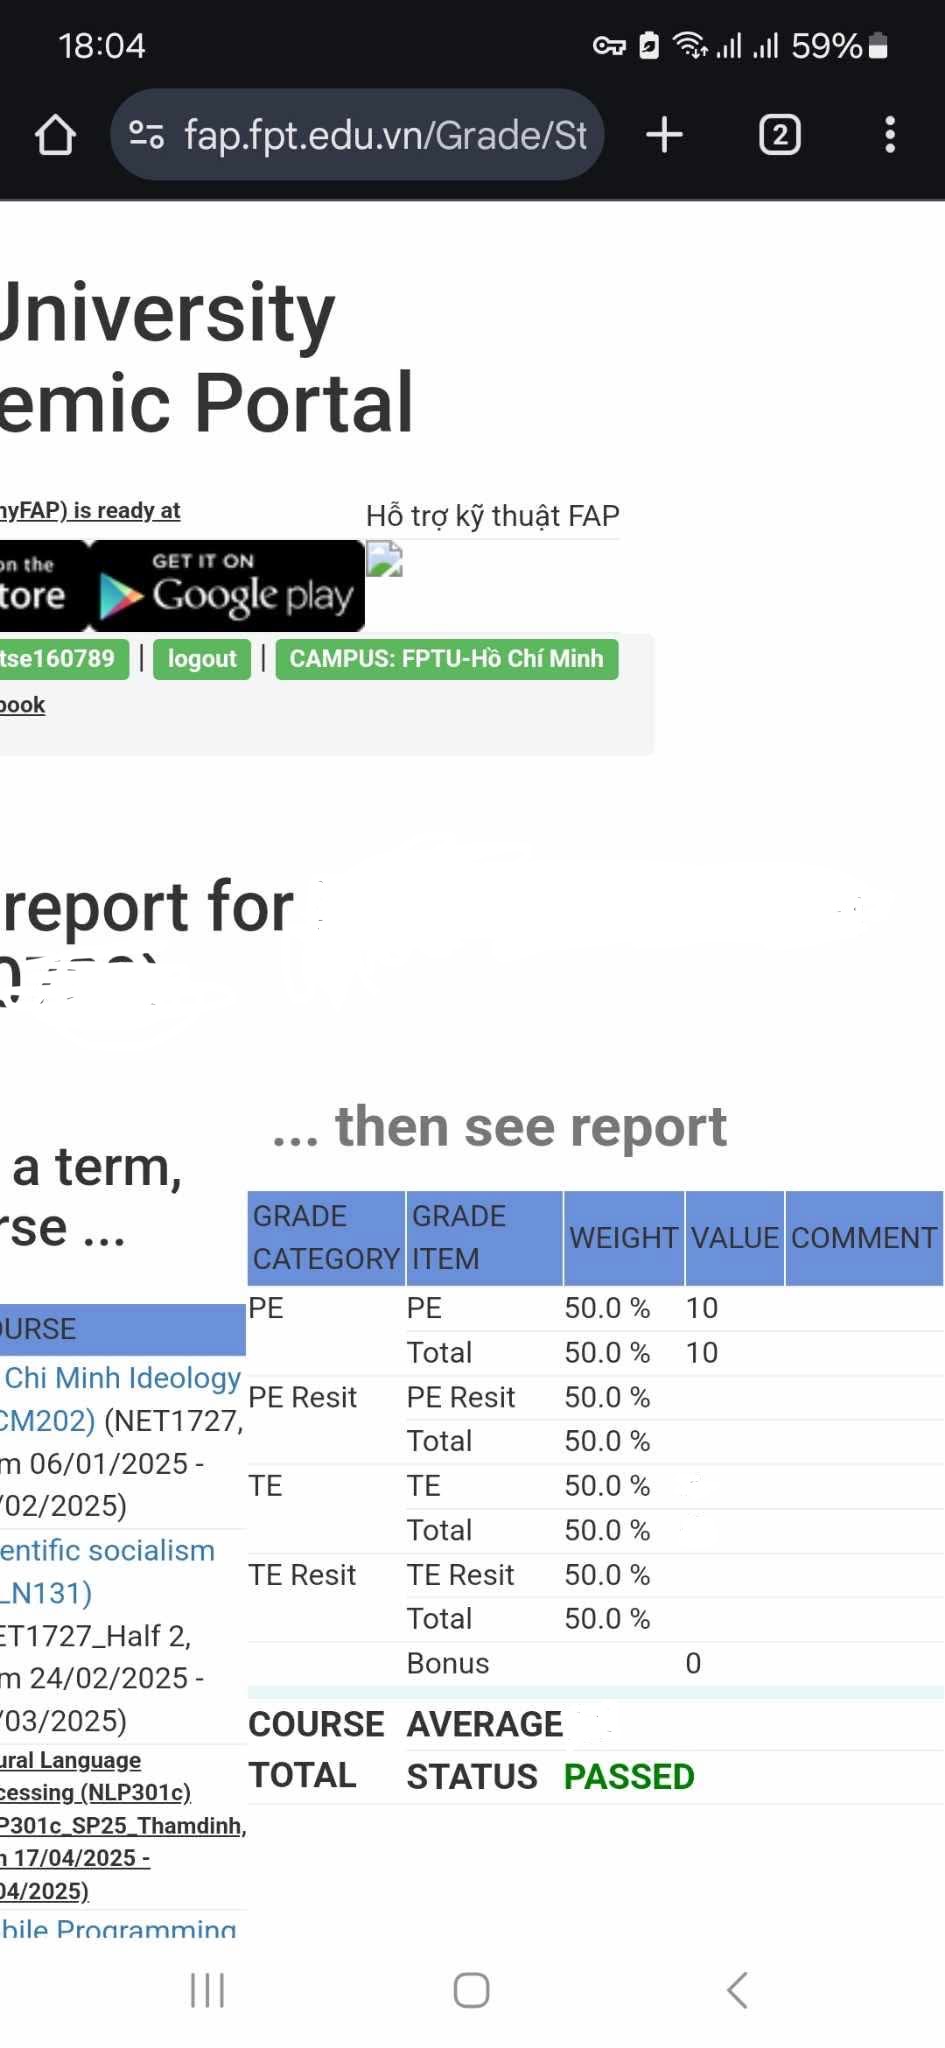 18:04
59%
fap.fpt.edu.vn/Grade/St
2
University
emic Portal
nyFAP) is ready at
Hỗ trợ kỹ thuật FAP
on the
tore
GET IT ON
Google play
tse160789 | logout | CAMPUS: FPTU-Hồ Chí Minh
book
report for
... then see report
a term,
rse ...
GRADE CATEGORY GRADE ITEM WEIGHT VALUE COMMENT
PE PE 50.0 % 10
Total 50.0 % 10
PE Resit PE Resit 50.0 %
Total 50.0 %
TE TE 50.0 %
Total 50.0 %
TE Resit TE Resit 50.0 %
Total 50.0 %
Bonus 0
COURSE TOTAL AVERAGE
STATUS PASSED
OURSE
Chi Minh Ideology
CM202) (NET1727,
m 06/01/2025 -
/02/2025)
entific socialism
LN131)
ET1727_Half 2,
m 24/02/2025 -
/03/2025)
ural Language
cessing (NLP301c)
P301c_SP25_Thamdinh,
n 17/04/2025 -
04/2025)
bile Programming